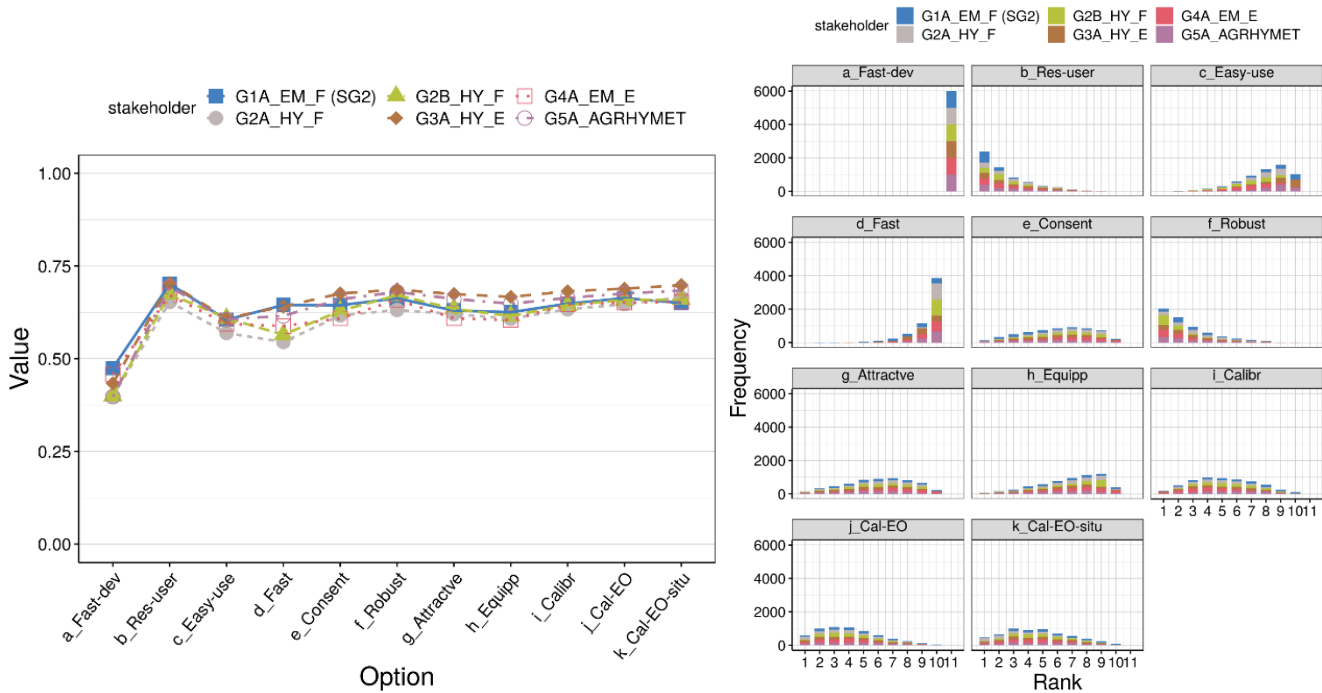 stakeholder
G1A_EM_F (SG2)
G2B_HY_F
G4A_EM_E
G2A_HY_F
G3A_HY_E
G5A_AGRHYMET
Value
1.00
0.75
0.50
0.25
0.00
a_Fast-dev
b_Res-user
c_Easy-use
d_Fast
e_Consent
f_Robust
g_Attractve
h_Equipp
i_Calibr
j_Cal-EO
k_Cal-EO-situ
Option
stakeholder
G1A_EM_F (SG2)
G2B_HY_F
G4A_EM_E
G2A_HY_F
G3A_HY_E
G5A_AGRHYMET
Frequency
a_Fast-dev
b_Res-user
c_Easy-use
6000
4000
2000
0
d_Fast
e_Consent
f_Robust
6000
4000
2000
0
g_Attractve
h_Equipp
i_Calibr
6000
4000
2000
0
1 2 3 4 5 6 7 8 9 10 11
j_Cal-EO
k_Cal-EO-situ
6000
4000
2000
0
1 2 3 4 5 6 7 8 9 10 11
1 2 3 4 5 6 7 8 9 10 11
Rank